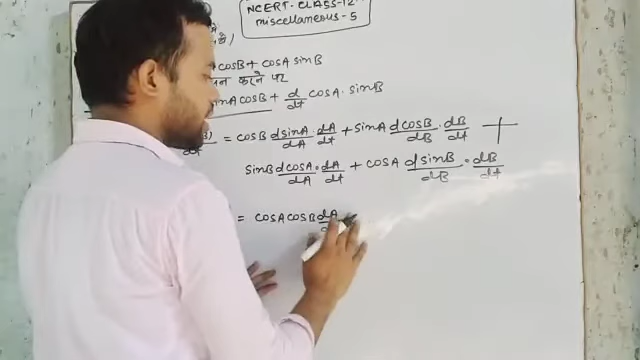 NCERT-CLASS-12
miscellaneous-5
cosB + cosA sinB
करने पर
sinA cosB + d/dt cosA · sinB
B)/dt = cosB dsinA/dA · dA/dt + sinA dcosB/dB · dB/dt +
sinB dcosA/dA · dA/dt + cosA dsinB/dB · dB/dt
= cosA cosB dA